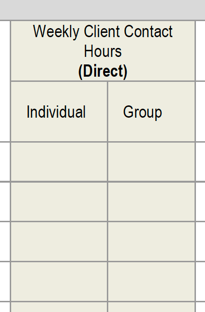 Weekly Client Contact
Hours
(Direct)
Individual Group